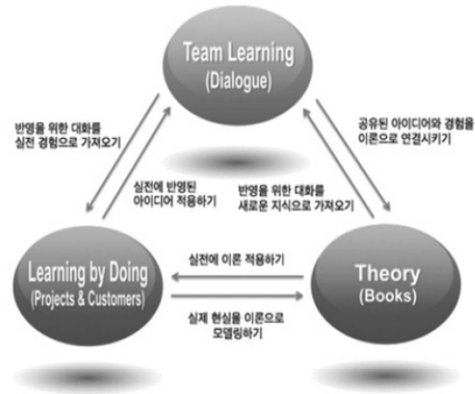 Team Learning
(Dialogue)
반영을 위한 대화를
실전 경험으로 가져오기
공유된 아이디어와 경험을
이론으로 연결시키기
실전에 반영된
아이디어 적용하기
반영을 위한 대화를
새로운 지식으로 가져오기
Learning by Doing
(Projects & Customers)
실전에 이론 적용하기
Theory
(Books)
실제 현실을 이론으로
모델링하기